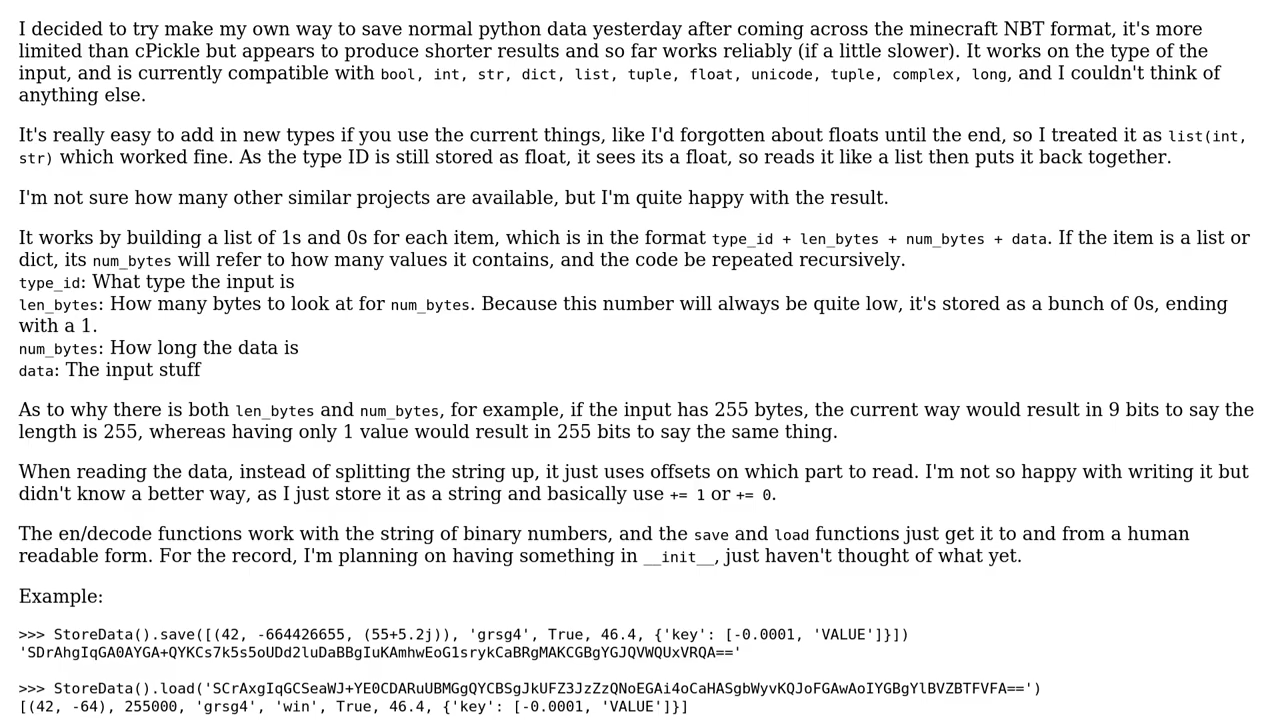 I decided to try make my own way to save normal python data yesterday after coming across the minecraft NBT format, it's more
limited than cPickle but appears to produce shorter results and so far works reliably (if a little slower). It works on the type of the
input, and is currently compatible with bool, int, str, dict, list, tuple, float, unicode, tuple, complex, long, and I couldn't think of
anything else.
It's really easy to add in new types if you use the current things, like I'd forgotten about floats until the end, so I treated it as list(int,
str) which worked fine. As the type ID is still stored as float, it sees its a float, so reads it like a list then puts it back together.
I'm not sure how many other similar projects are available, but I'm quite happy with the result.
It works by building a list of 1s and 0s for each item, which is in the format type_id + len_bytes + num_bytes + data. If the item is a list or
dict, its num_bytes will refer to how many values it contains, and the code be repeated recursively.
type_id: What type the input is
len_bytes: How many bytes to look at for num_bytes. Because this number will always be quite low, it's stored as a bunch of 0s, ending
with a 1.
num_bytes: How long the data is
data: The input stuff
As to why there is both len_bytes and num_bytes, for example, if the input has 255 bytes, the current way would result in 9 bits to say the
length is 255, whereas having only 1 value would result in 255 bits to say the same thing.
When reading the data, instead of splitting the string up, it just uses offsets on which part to read. I'm not so happy with writing it but
didn't know a better way, as I just store it as a string and basically use += 1 or += 0.
The en/decode functions work with the string of binary numbers, and the save and load functions just get it to and from a human
readable form. For the record, I'm planning on having something in __init__, just haven't thought of what yet.
Example:
>>> StoreData().save([(42, -664426655, (55+5.2j)), 'grsg4', True, 46.4, {'key': [-0.0001, 'VALUE']}])
'SDrAhgIqGA0AYGA+QYKCs7k5s5oUDd2luDaBBgIuKAmhwEoG1srykCaBRgMAKCGBgYGJQVWQUxVRQA=='
>>> StoreData().load('SCrAxgIqGCSeaWJ+YE0CDARuUBMGgQYCBSgJkUFZ3JzZzQNoEGAi4oCaHASgbWyvKQJoFGAwAoIYGBgYlBVZBTFVFA==')
[(42, -64), 255000, 'grsg4', 'win', True, 46.4, {'key': [-0.0001, 'VALUE']}]